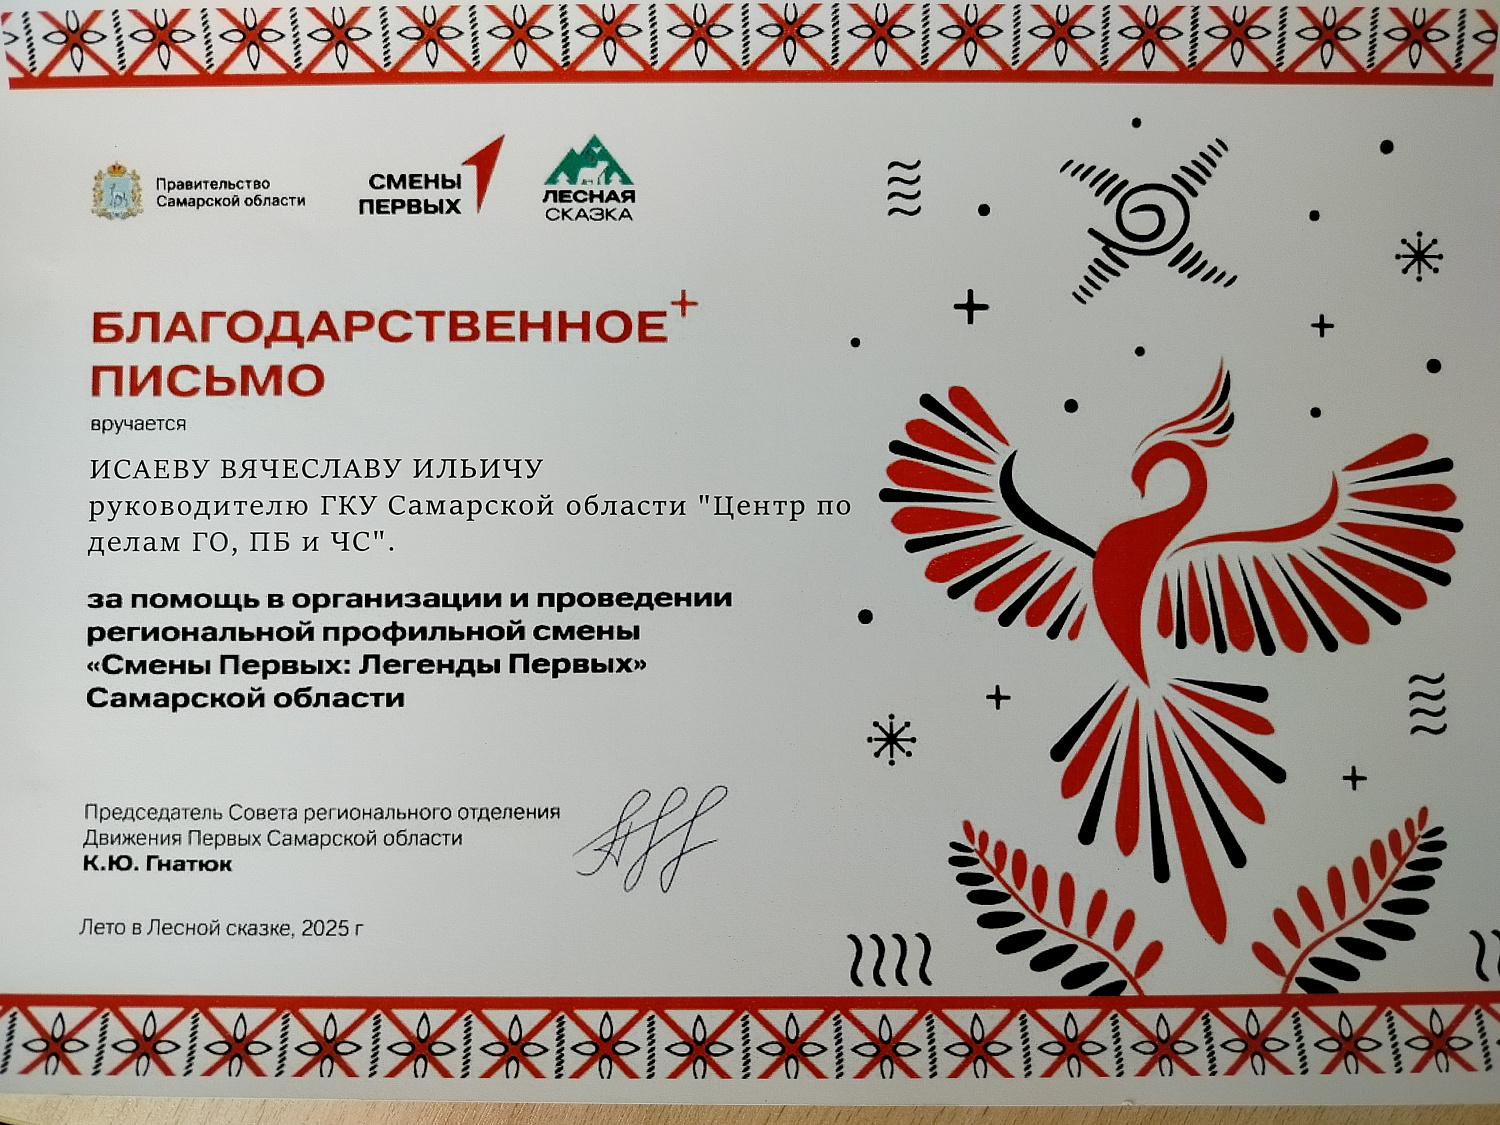 Правительство
Самарской области
СМЕНЫ
ПЕРВЫХ
ЛЕСНАЯ
СКАЗКА
БЛАГОДАРСТВЕННОЕ
ПИСЬМО
вручается
ИСАЕВУ ВЯЧЕСЛАВУ ИЛЬИЧУ
руководителю ГКУ Самарской области "Центр по
делам ГО, ПБ и ЧС".
за помощь в организации и проведении
региональной профильной смены
«Смены Первых: Легенды Первых»
Самарской области
Председатель Совета регионального отделения
Движения Первых Самарской области
К.Ю. Гнатюк
Лето в Лесной сказке, 2025 г